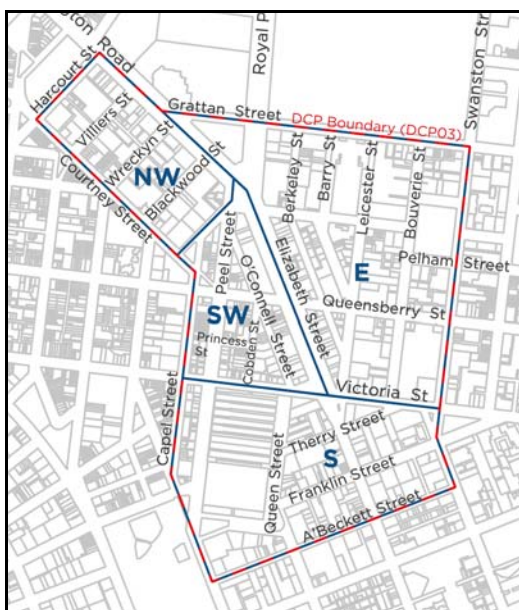 gton Road
Royal P
Swanston Stre
Harcourt St
Grattan Street
DCP Boundary (DCP03)
Villiers St
Wreckyn St
Blackwood St
NW
Courtney Street
Berkeley St
Barry St
Leicester St
Bouverie St
Peel Street
O'Connell Street
Elizabeth Street
E
Pelham Street
SW
Queensberry St
Princess
St
Cobden St
Victoria St
Capel Street
Therry Street
S
Queen Street
Franklin Street
A'Beckett Street